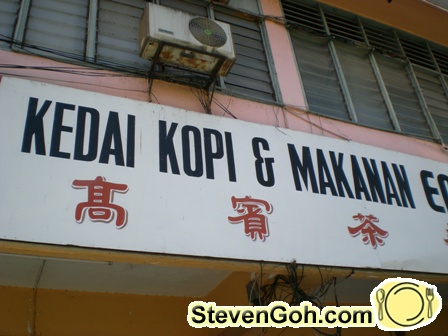 KEDAI KOPI & MAKANAN
高賓茶
StevenGoh.com